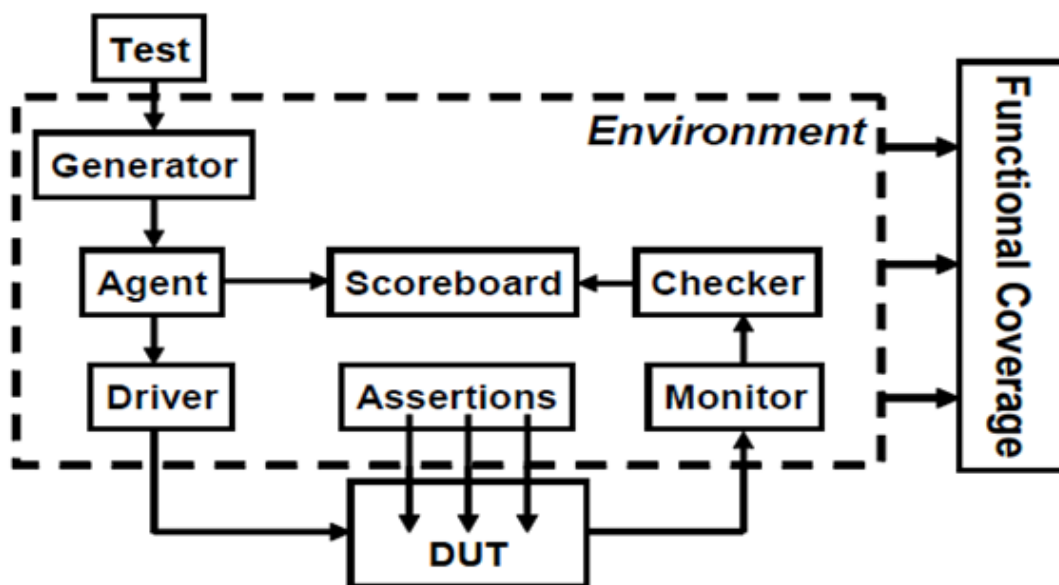 Test
Environment
Generator
Agent
Scoreboard
Checker
Driver
Assertions
Monitor
DUT
Functional Coverage